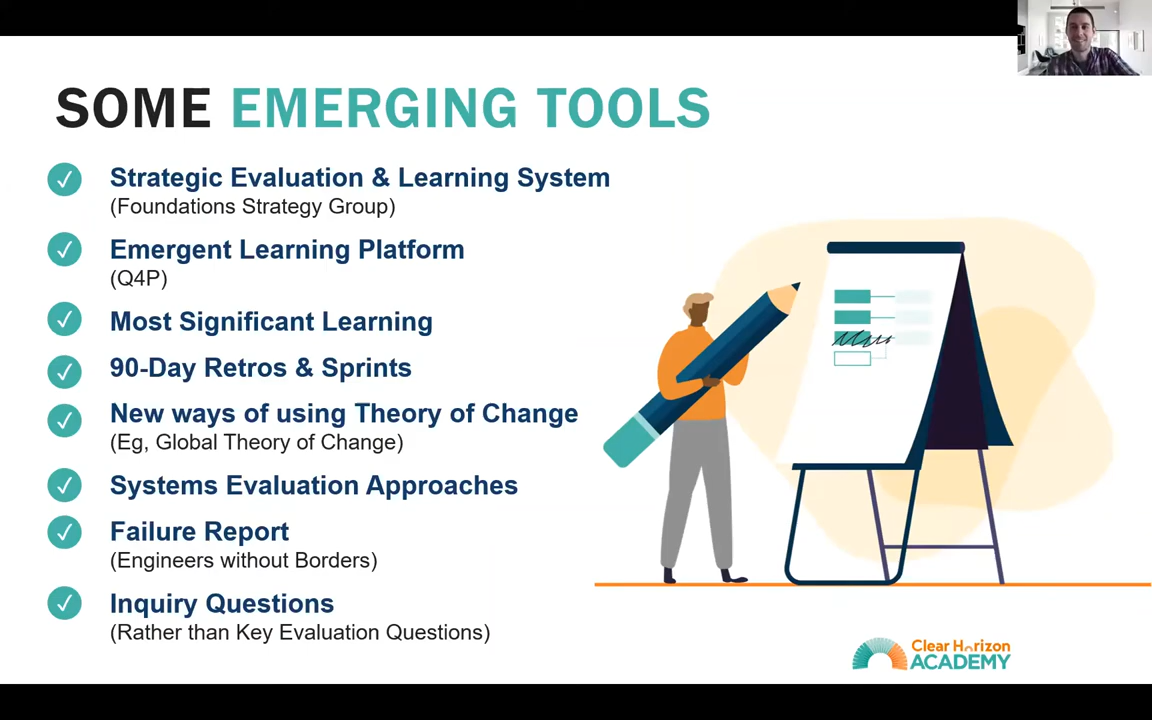 SOME EMERGING TOOLS
Strategic Evaluation & Learning System
(Foundations Strategy Group)
Emergent Learning Platform
(Q4P)
Most Significant Learning
90-Day Retros & Sprints
New ways of using Theory of Change
(Eg, Global Theory of Change)
Systems Evaluation Approaches
Failure Report
(Engineers without Borders)
Inquiry Questions
(Rather than Key Evaluation Questions)
Clear Horizon
ACADEMY